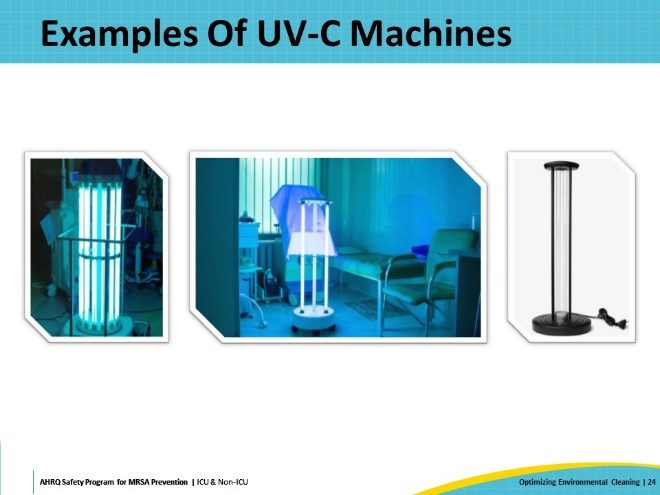 Examples Of UV-C Machines
AHRQ Safety Program for MRSA Prevention | ICU & Non-ICU
Optimizing Environmental Cleaning | 24